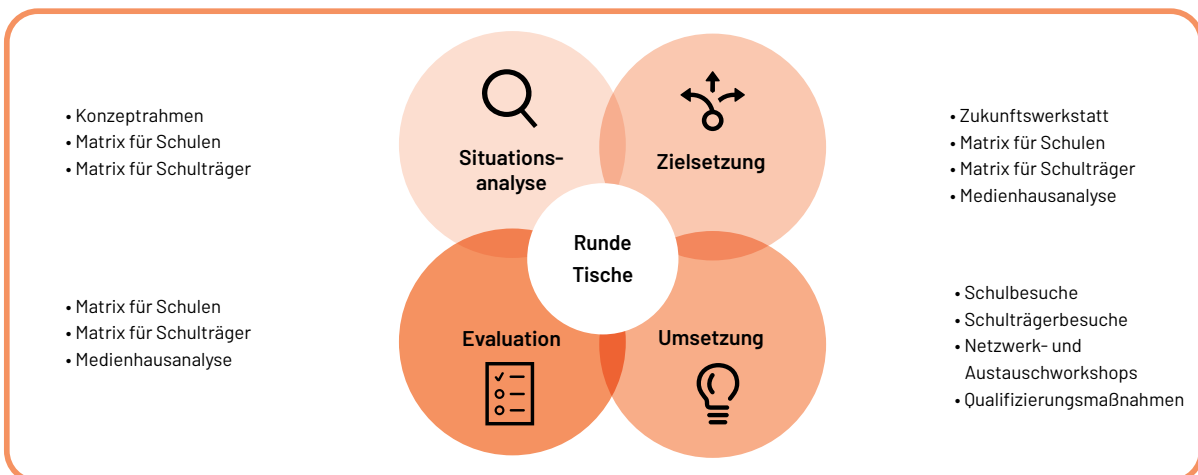 • Konzeptrahmen
• Matrix für Schulen
• Matrix für Schulträger
Situations-
analyse
Zielsetzung
• Zukunftswerkstatt
• Matrix für Schulen
• Matrix für Schulträger
• Medienhausanalyse
Runde
Tische
• Matrix für Schulen
• Matrix für Schulträger
• Medienhausanalyse
Evaluation
Umsetzung
• Schulbesuche
• Schulträgerbesuche
• Netzwerk- und
Austauschworkshops
• Qualifizierungsmaßnahmen